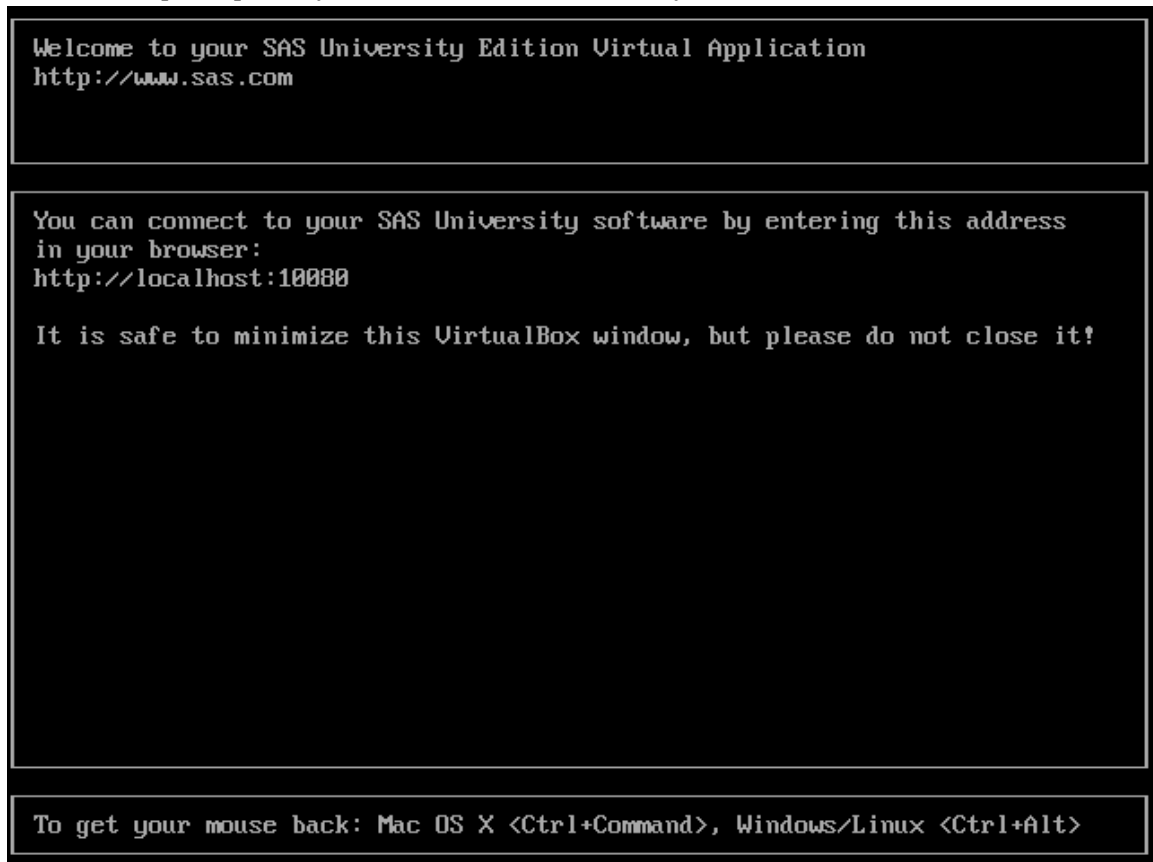 Welcome to your SAS University Edition Virtual Application
http://www.sas.com
You can connect to your SAS University software by entering this address
in your browser:
http://localhost:10080
It is safe to minimize this VirtualBox window, but please do not close it!
To get your mouse back: Mac OS X <Ctrl+Command>, Windows/Linux <Ctrl+Alt>